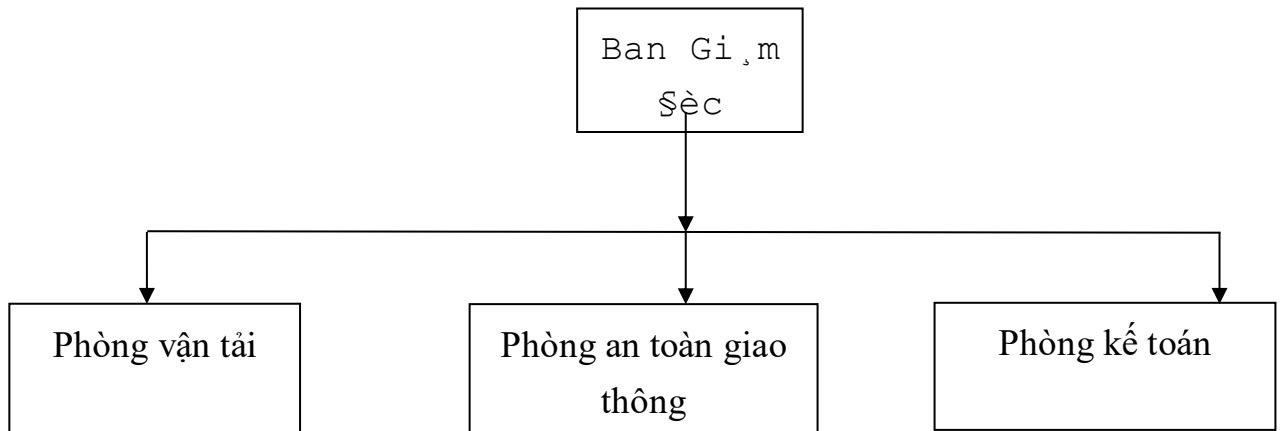 Ban Gi¸m
§èc
Phòng vận tải
Phòng an toàn giao
thông
Phòng kế toán